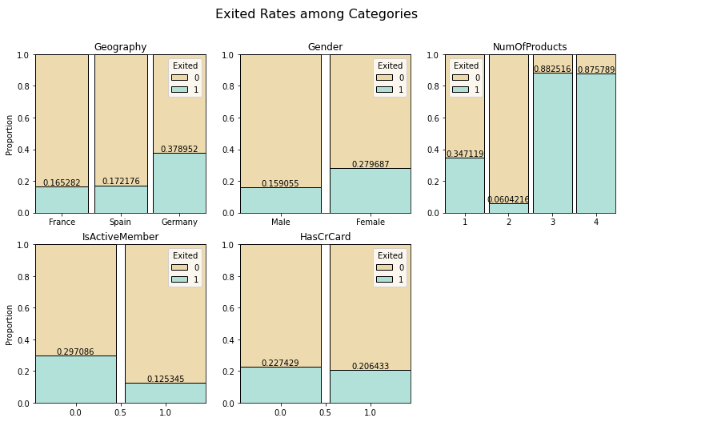 Exited Rates among Categories
Geography
Proportion
1.0
0.8
0.6
0.4
0.2
0.0
Exited
0
1
0.165282
0.172176
0.378952
France Spain Germany
Gender
1.0
0.8
0.6
0.4
0.2
0.0
Exited
0
1
0.159055
0.279687
Male Female
NumOfProducts
1.0
0.8
0.6
0.4
0.2
0.0
Exited
0
1
0.347119
0.0604216
0.882516
0.875789
1 2 3 4
IsActiveMember
Proportion
1.0
0.8
0.6
0.4
0.2
0.0
Exited
0
1
0.297086
0.125345
0.0 0.5 1.0
HasCrCard
1.0
0.8
0.6
0.4
0.2
0.0
Exited
0
1
0.227429
0.206433
0.0 0.5 1.0